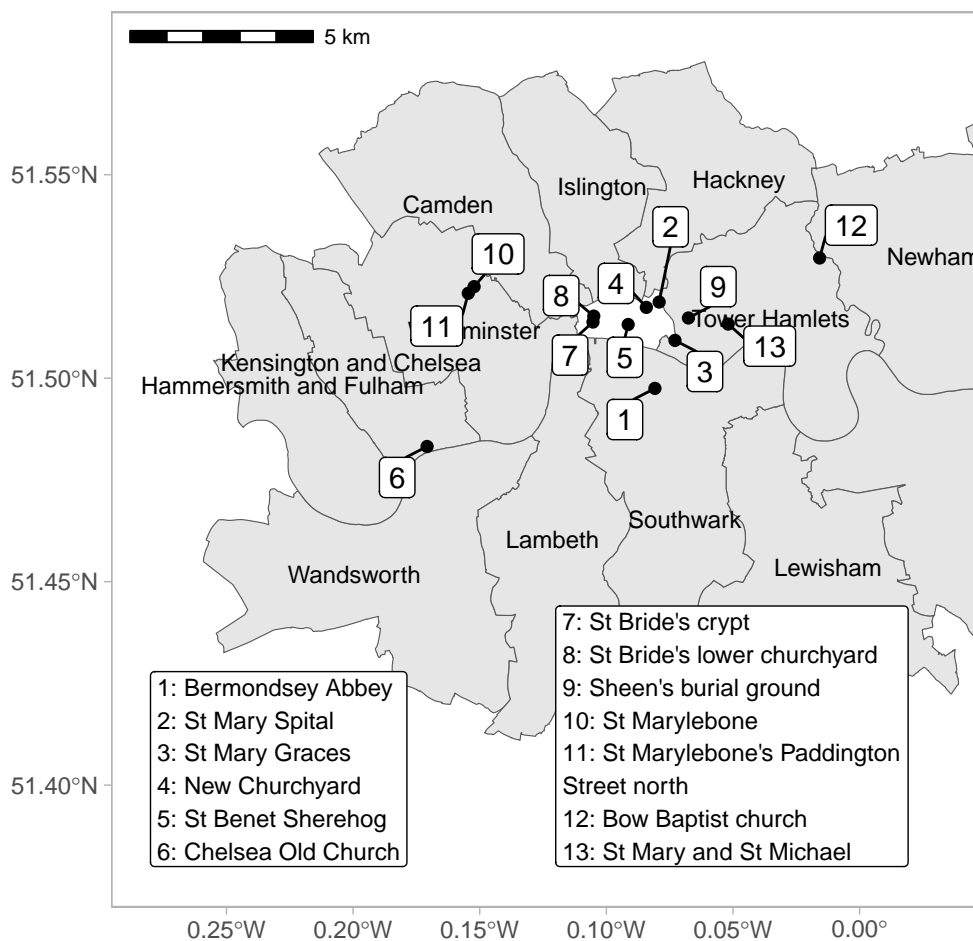 5 km
51.55°N
51.50°N
51.45°N
51.40°N
Hackney
Islington
Camden
2
12
10
Newham
4
9
8
Tower Hamlets
11
minster
7
5
13
Kensington and Chelsea
3
Hammersmith and Fulham
1
6
Southwark
Lambeth
Wandsworth
Lewisham
1: Bermondsey Abbey
2: St Mary Spital
3: St Mary Graces
4: New Churchyard
5: St Benet Sherehog
6: Chelsea Old Church
7: St Bride's crypt
8: St Bride's lower churchyard
9: Sheen's burial ground
10: St Marylebone
11: St Marylebone's Paddington
Street north
12: Bow Baptist church
13: St Mary and St Michael
0.25°W
0.20°W
0.15°W
0.10°W
0.05°W
0.00°